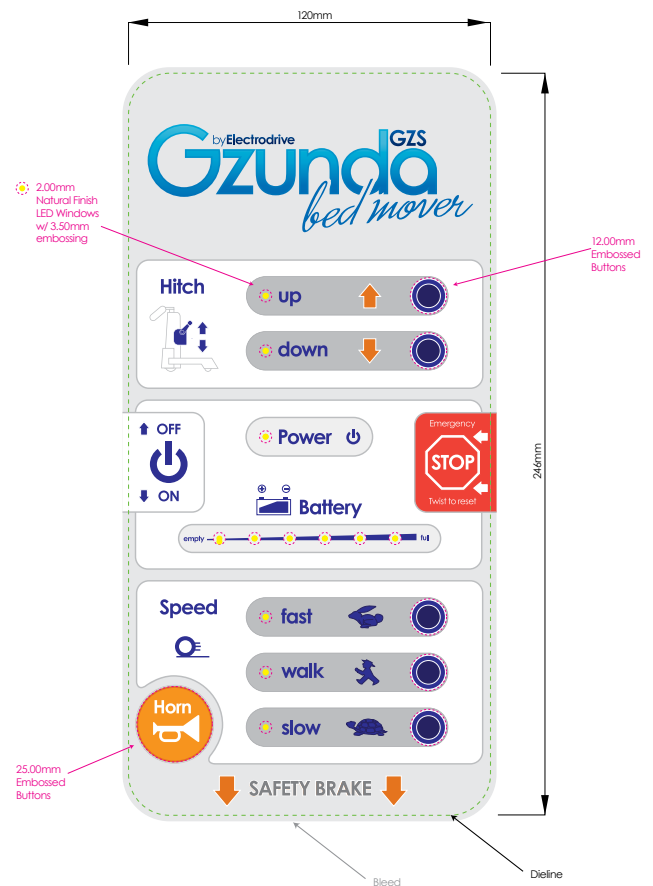 120mm
byElectrodrive
GZS
Gzunda
bed mover
2,00mm
Natural Finish
LED Windows
w/ 3.50mm
embossing
12,00mm
Embossed
Buttons
Hitch
up
down
OFF
ON
Power
Emergency
STOP
Twist to reset
246mm
Battery
empty
full
Speed
fast
walk
slow
Horn
25.00mm
Embossed
Buttons
SAFETY BRAKE
Bleed
Dieline